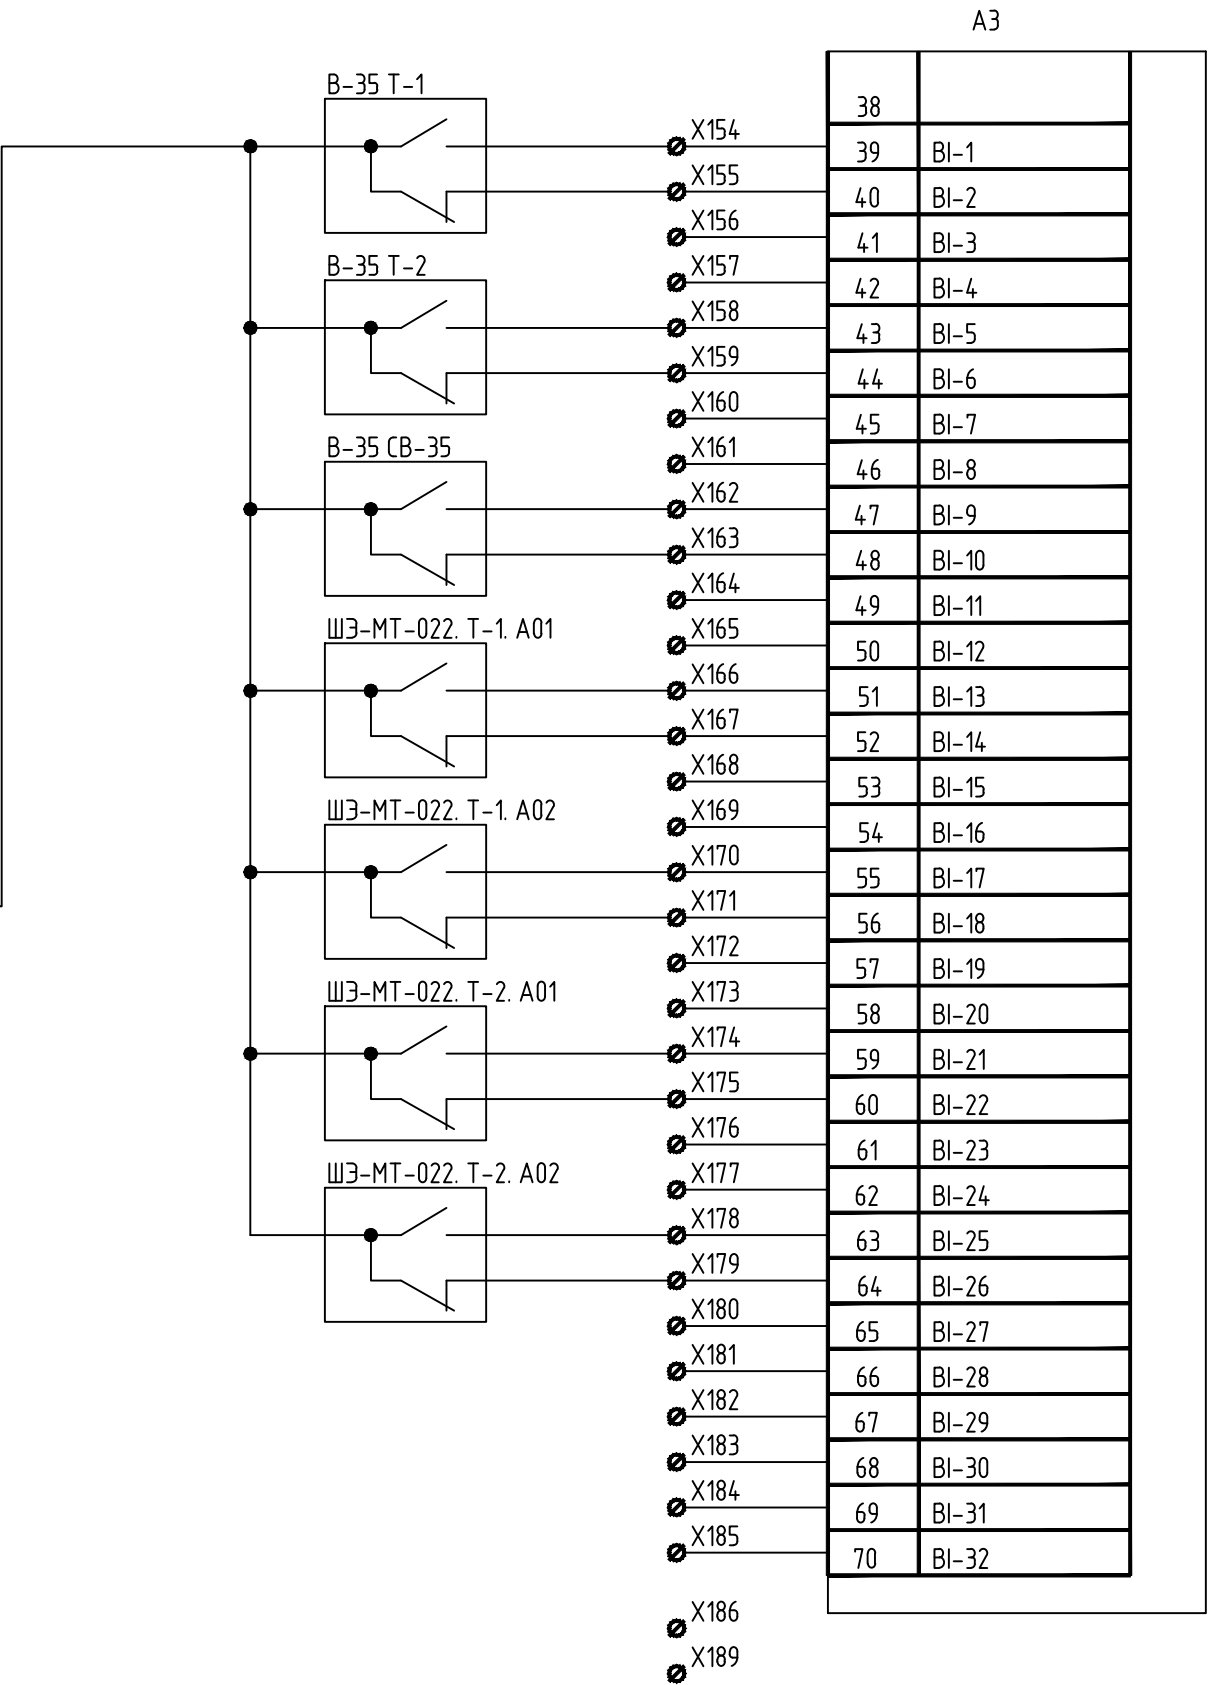 А3
38
В-35 Т-1
X154
39 BI-1
X155
40 BI-2
X156
41 BI-3
В-35 Т-2
X157
42 BI-4
X158
43 BI-5
X159
44 BI-6
X160
45 BI-7
В-35 СВ-35
X161
46 BI-8
X162
47 BI-9
X163
48 BI-10
X164
49 BI-11
ШЭ-МТ-022. Т-1. А01
X165
50 BI-12
X166
51 BI-13
X167
52 BI-14
X168
53 BI-15
ШЭ-МТ-022. Т-1. А02
X169
54 BI-16
X170
55 BI-17
X171
56 BI-18
X172
57 BI-19
ШЭ-МТ-022. Т-2. А01
X173
58 BI-20
X174
59 BI-21
X175
60 BI-22
X176
61 BI-23
ШЭ-МТ-022. Т-2. А02
X177
62 BI-24
X178
63 BI-25
X179
64 BI-26
X180
65 BI-27
X181
66 BI-28
X182
67 BI-29
X183
68 BI-30
X184
69 BI-31
X185
70 BI-32
X186
X189